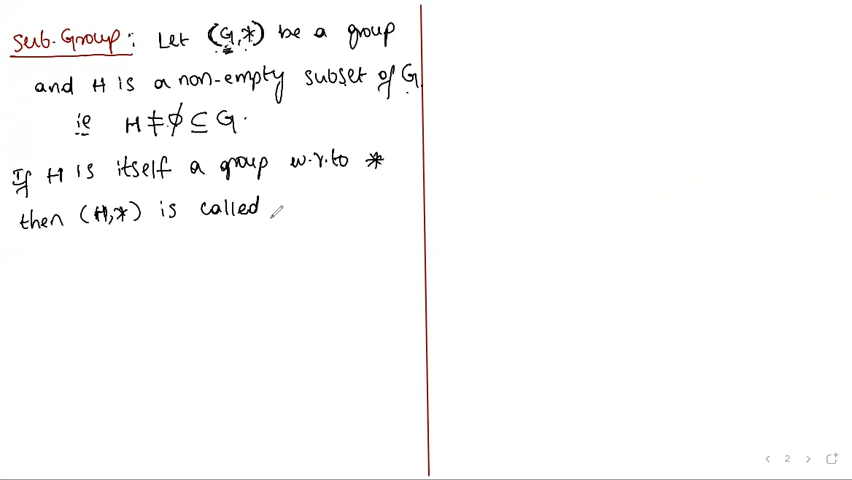 Sub-Group: Let (G,*) be a group
and H is a non-empty subset of G.
ie H ≠ ϕ ⊆ G.
If H is itself a group w.r.to *
then (H,*) is called
2